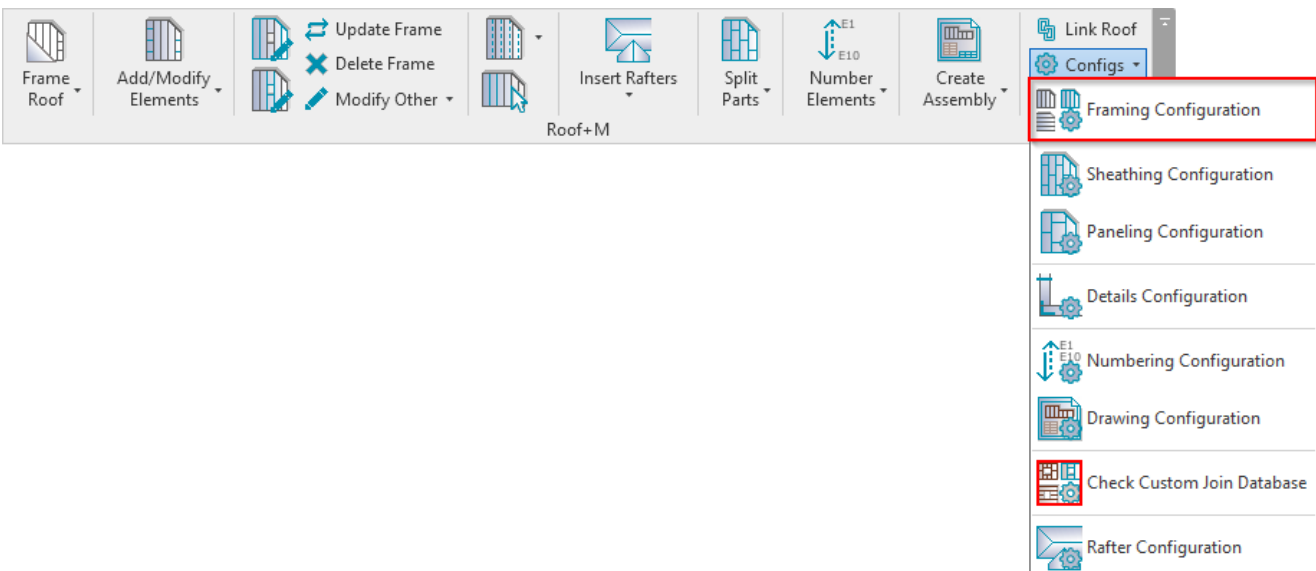 Frame
Roof
Add/Modify
Elements
Update Frame
Delete Frame
Modify Other
Insert Rafters
Split
Parts
E1
E10
Number
Elements
Create
Assembly
Link Roof
Configs
Roof+M
Framing Configuration
Sheathing Configuration
Paneling Configuration
Details Configuration
E1
E10
Numbering Configuration
Drawing Configuration
Check Custom Join Database
Rafter Configuration